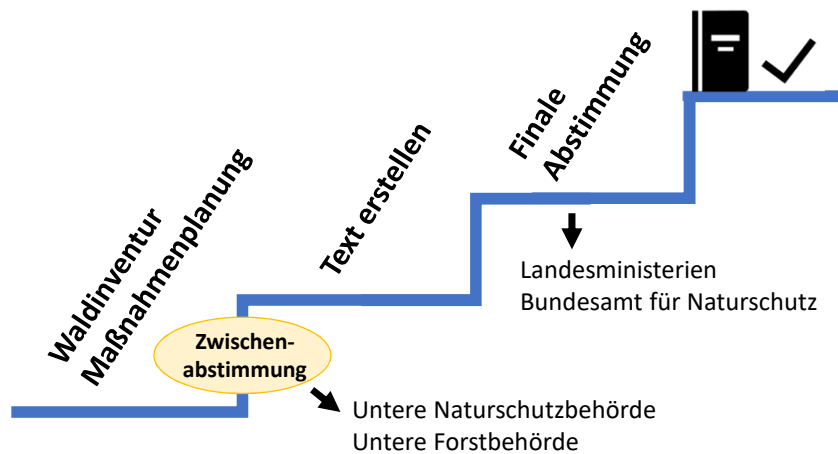 Waldinventur
Maßnahmenplanung
Zwischen-
abstimmung
Untere Naturschutzbehörde
Untere Forstbehörde
Text erstellen
Finale
Abstimmung
Landesministerien
Bundesamt für Naturschutz